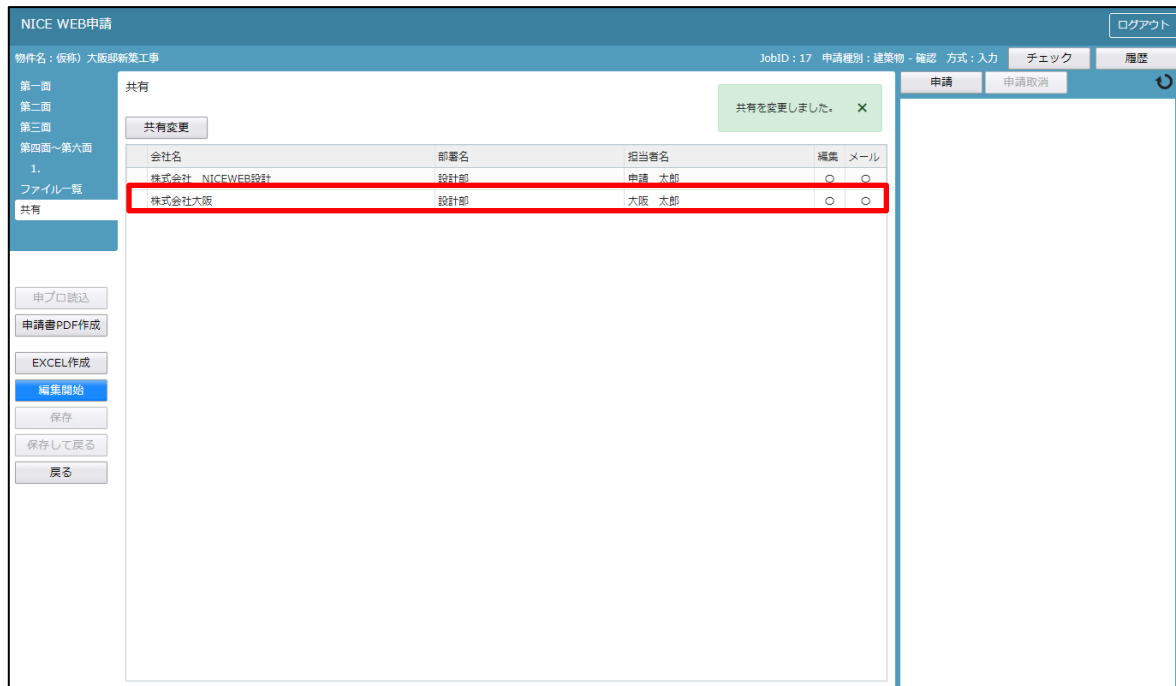 NICE WEB申請
ログアウト
物件名：仮称）大阪邸新築工事
JobID：17 申請種別：建築物 - 確認 方式：入力
チェック
履歴
第一面
第二面
第三面
第四面～第六面
1.
ファイル一覧
共有
共有
共有を変更しました。 ×
申請
申請取消
共有変更
会社名 部署名 担当者名 編集 メール
株式会社 NICEWEB設計 設計部 申請 太郎 ○ ○
株式会社大阪 設計部 大阪 太郎 ○ ○
申プロ読込
申請書PDF作成
EXCEL作成
編集開始
保存
保存して戻る
戻る